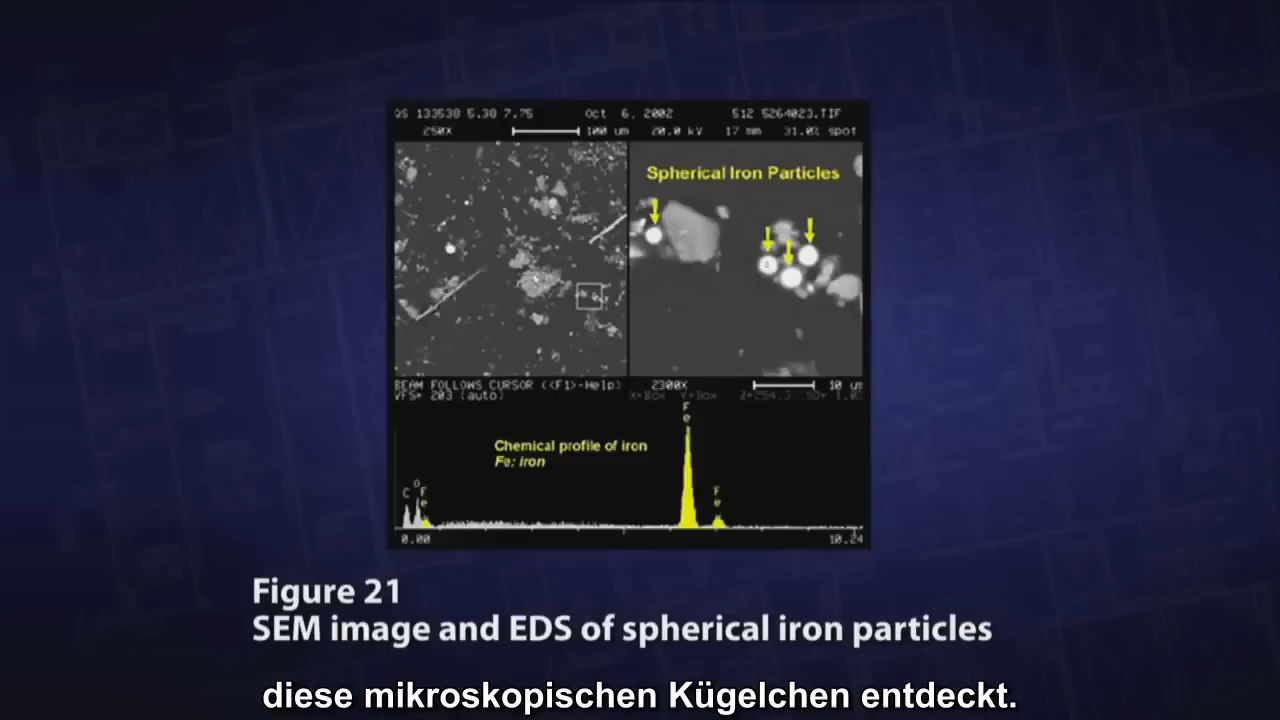 OS 133538 5.30 7.75 Oct 6, 2002 512 5264023.TIF
250X 100 um 20.0 kV 17 mm 31.0% spot
Spherical Iron Particles
BEAM FOLLOWS CURSOR (<F1>-Help) 2300X 10 um
VFS= 203 (auto)
Fe
Chemical profile of iron
Fe: iron
C O Fe Fe
0.00 10.24
Figure 21
SEM image and EDS of spherical iron particles
diese mikroskopischen Kügelchen entdeckt.